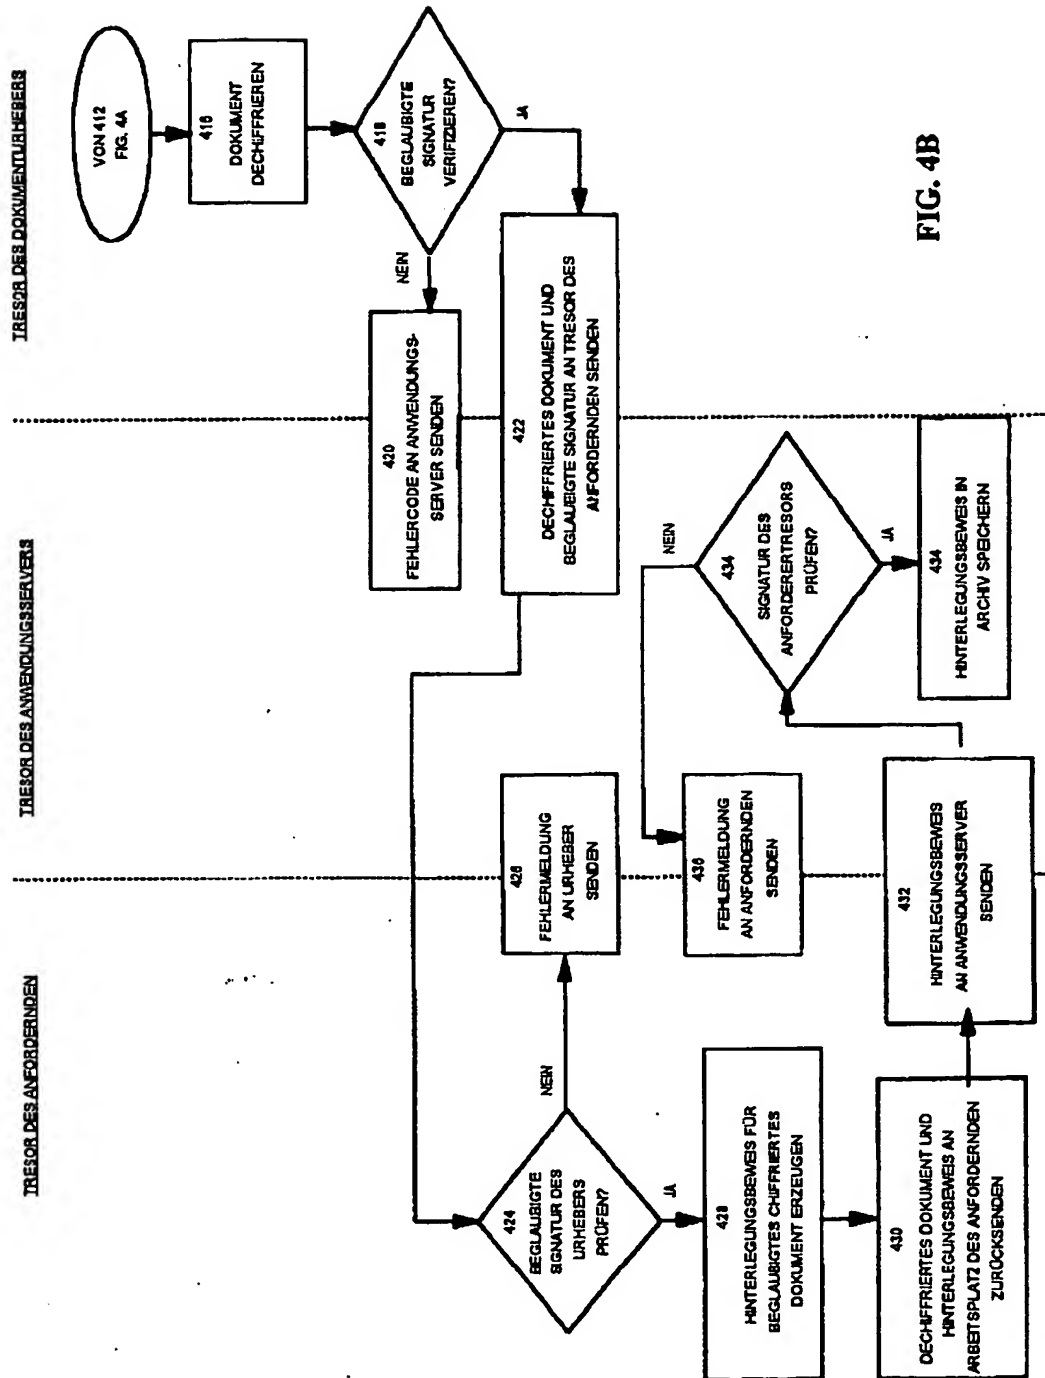 TRESOR DES ANFORDERNDEN
TRESOR DES ANWENDUNGSSERVERS
TRESOR DES DOKUMENTURHEBERS
VON 412
FIG. 4A
416
DOKUMENT
DECHIFFRIEREN
418
BEGLAUBIGTE
SIGNATUR
VERIFIZIEREN?
NEIN
JA
420
FEHLERCODE AN ANWENDUNGS-
SERVER SENDEN
422
DECHIFFRIERTES DOKUMENT UND
BEGLAUBIGTE SIGNATUR AN TRESOR DES
ANFORDERNDEN SENDEN
424
BEGLAUBIGTE
SIGNATUR DES
URHEBERS
PRÜFEN?
NEIN
JA
426
FEHLERMELDUNG
AN URHEBER
SENDEN
428
HINTERLEGUNGSBEWEIS FÜR
BEGLAUBIGTES CHIFFRIERTES
DOKUMENT ERZEUGEN
430
DECHIFFRIERTES DOKUMENT UND
HINTERLEGUNGSBEWEIS AN
ARBEITSPLATZ DES ANFORDERNDEN
ZURÜCKSENDEN
432
HINTERLEGUNGSBEWEIS
AN ANWENDUNGSSERVER
SENDEN
434
SIGNATUR DES
ANFORDERERTRESORS
PRÜFEN?
NEIN
JA
436
FEHLERMELDUNG
AN ANFORDERNDEN
SENDEN
434
HINTERLEGUNGSBEWEIS IN
ARCHIV SPEICHERN
FIG. 4B